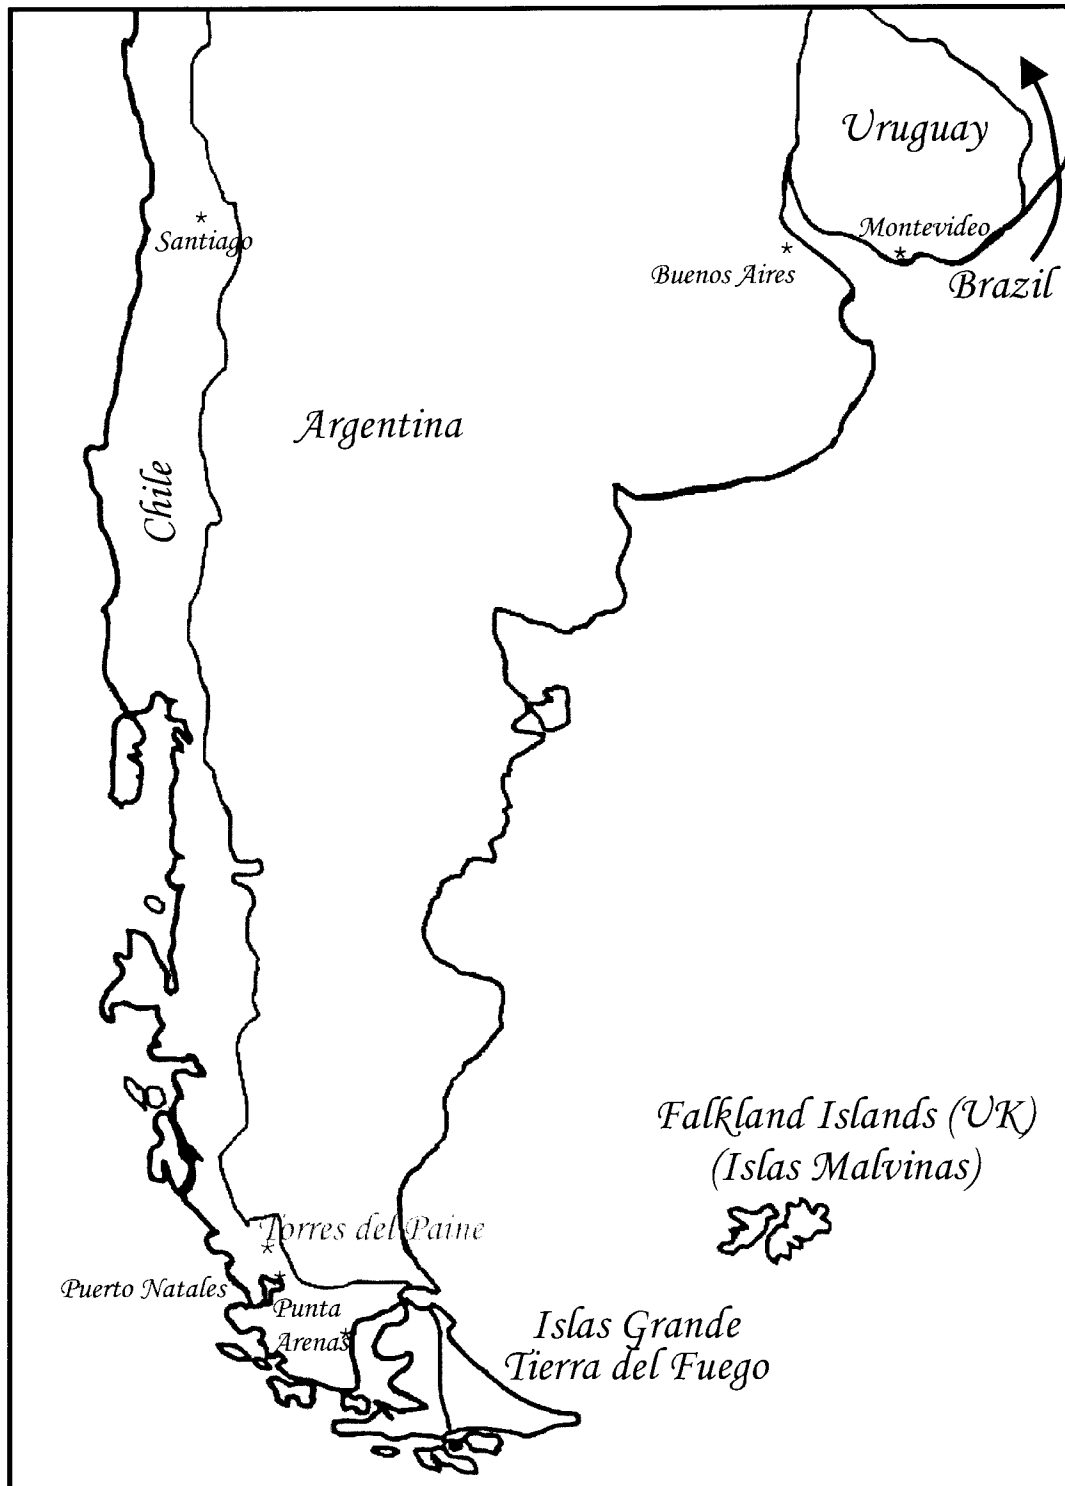 Uruguay
Santiago
Montevideo
Buenos Aires
Brazil
Argentina
Chile
Falkland Islands (UK)
(Islas Malvinas)
Torres del Paine
Puerto Natales
Punta
Arenas
Islas Grande
Tierra del Fuego